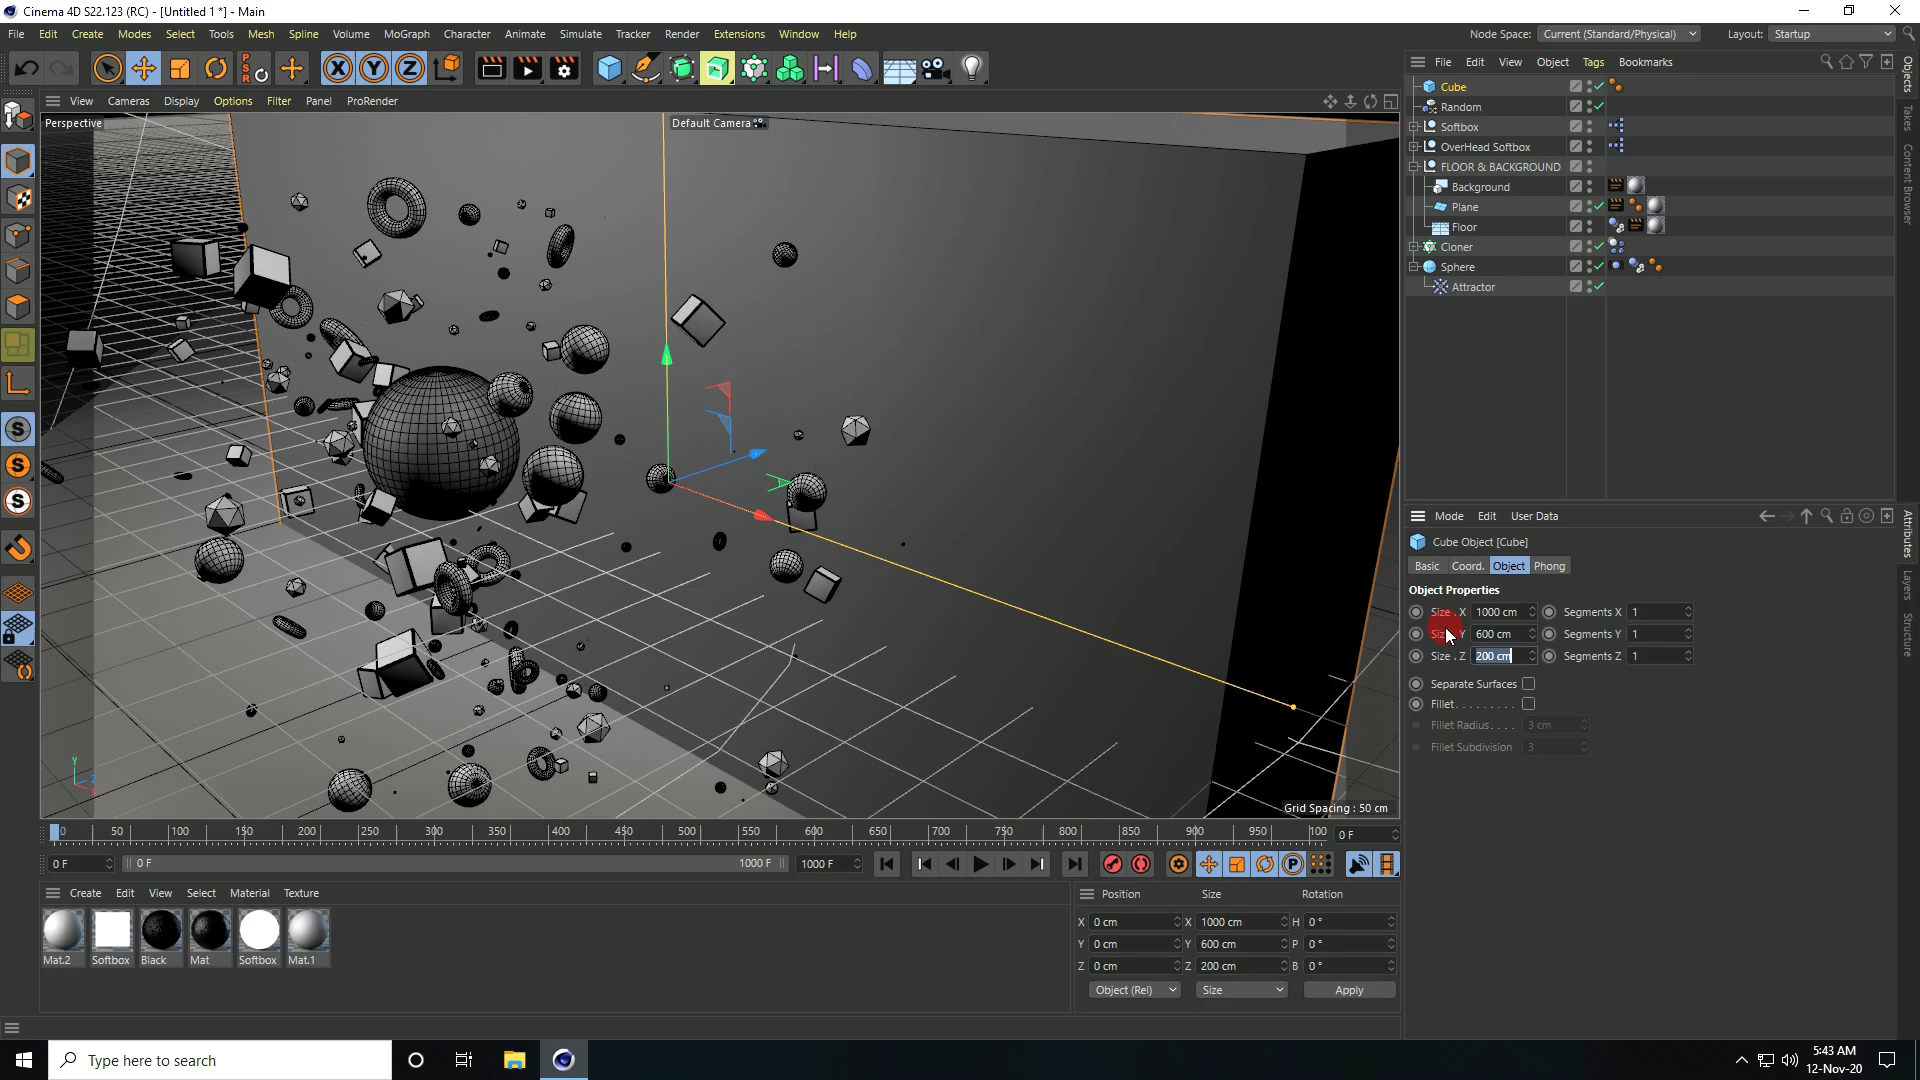 Cinema 4D S22.123 (RC) - [Untitled 1 *] - Main
File Edit Create Modes Select Tools Mesh Spline Volume MoGraph Character Animate Simulate Tracker Render Extensions Window Help
Node Space: Current (Standard/Physical) Layout: Startup
PSR
X Y Z
View Cameras Display Options Filter Panel ProRender
Perspective
Default Camera
File Edit View Object Tags Bookmarks
Cube
Random
Softbox
OverHead Softbox
FLOOR & BACKGROUND
Background
Plane
Floor
Cloner
Sphere
Attractor
Objects
Takes
Content Browser
Mode Edit User Data
Cube Object [Cube]
Basic Coord. Object Phong
Object Properties
Size . X 1000 cm Segments X 1
Y 600 cm Segments Y 1
Size . Z 200 cm Segments Z 1
Separate Surfaces
Fillet. . . . . . . . .
Fillet Radius. . . . 3 cm
Fillet Subdivision 3
Attributes
Layers
Structure
S
S
S
Y
Z
X
Grid Spacing : 50 cm
0 50 100 150 200 250 300 350 400 450 500 550 600 650 700 750 800 850 900 950 100 0 F
0 F 0 F 1000 F 1000 F
P
Create Edit View Select Material Texture
Mat.2 Softbox Black Mat Softbox Mat.1
Position Size Rotation
X 0 cm X 1000 cm H 0 °
Y 0 cm Y 600 cm P 0 °
Z 0 cm Z 200 cm B 0 °
Object (Rel) Size Apply
Type here to search
5:43 AM
12-Nov-20